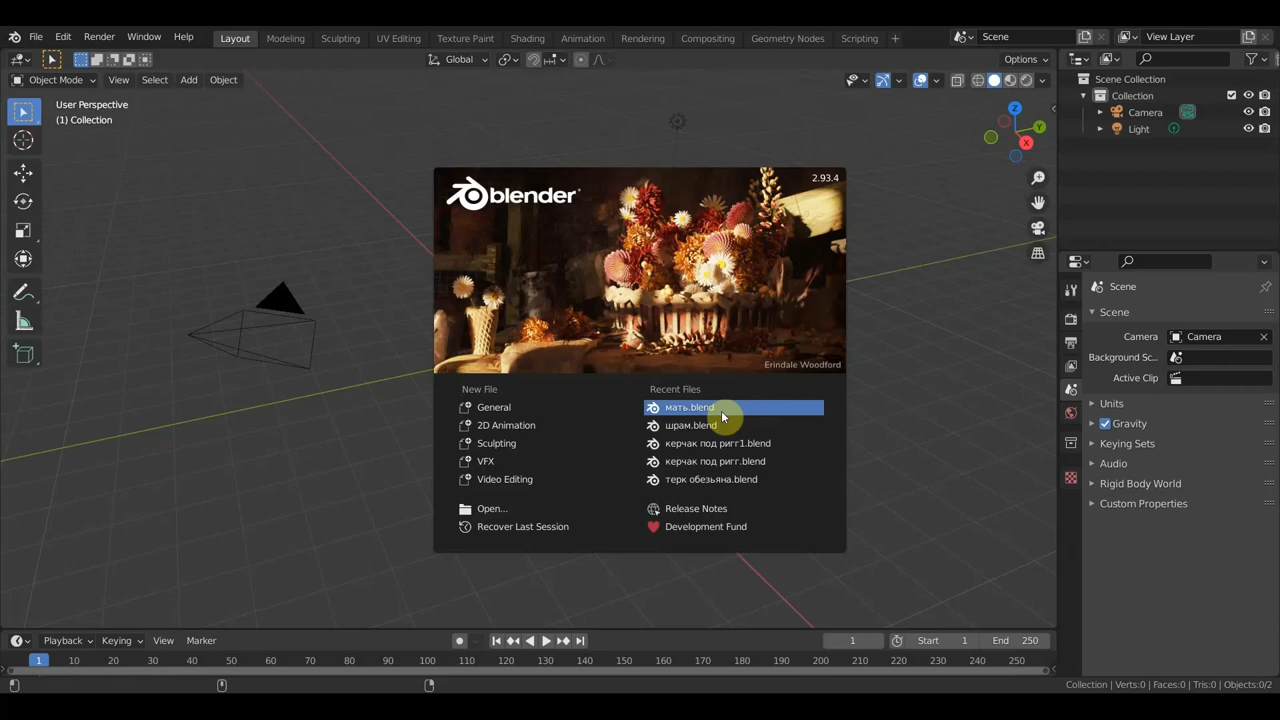 File Edit Render Window Help Layout Modeling Sculpting UV Editing Texture Paint Shading Animation Rendering Compositing Geometry Nodes Scripting + Scene View Layer
Global Options
Object Mode View Select Add Object
User Perspective
(1) Collection
Z
Y
X
Scene Collection
Collection
Camera
Light
blender
2.93.4
Erindale Woodford
New File
General
2D Animation
Sculpting
VFX
Video Editing
Open...
Recover Last Session
Recent Files
мать.blend
шрам.blend
керчак под ригг1.blend
керчак под ригг.blend
терк обезьяна.blend
Release Notes
Development Fund
Scene
Scene
Camera Camera
Background Sc...
Active Clip
Units
Gravity
Keying Sets
Audio
Rigid Body World
Custom Properties
Playback Keying View Marker 1 Start 1 End 250
1 10 20 30 40 50 60 70 80 90 100 110 120 130 140 150 160 170 180 190 200 210 220 230 240 250
Collection | Verts:0 | Faces:0 | Tris:0 | Objects:0/2